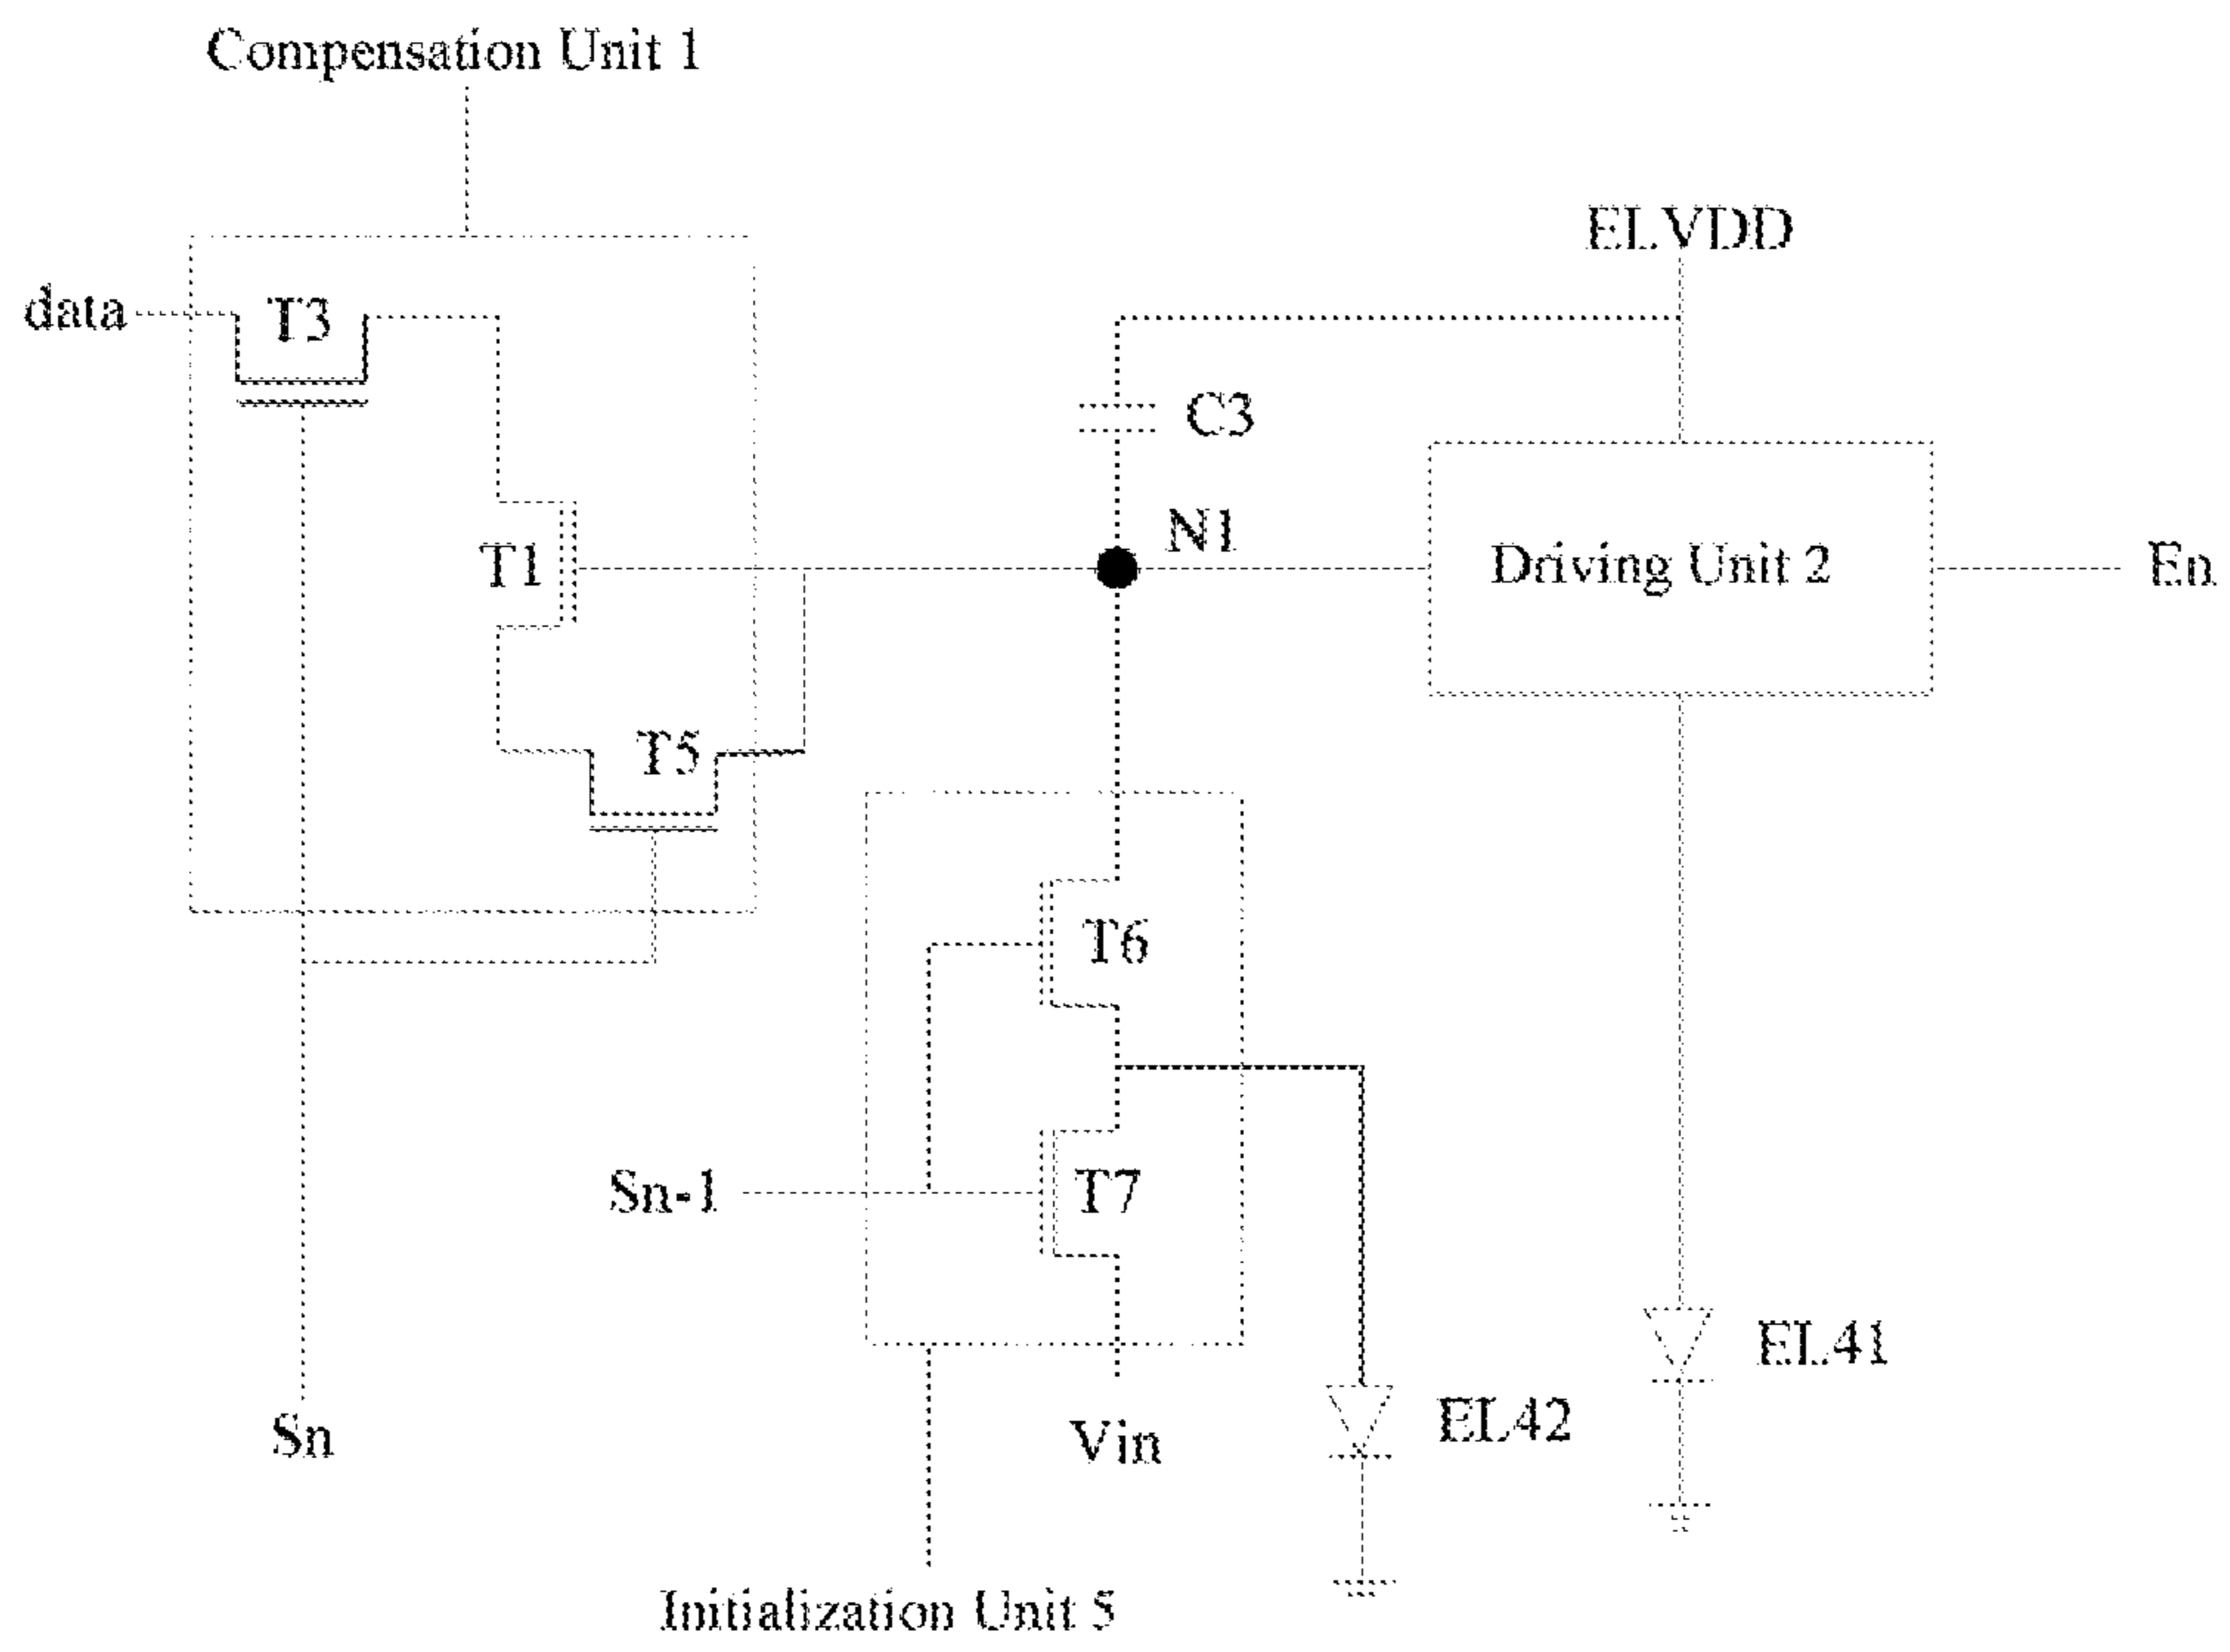 Compensation Unit 1
ELVDD
data
T3
C3
N1
T1
Driving Unit 2
En
T5
T6
Sn-1
T7
EL41
EL42
Sn
Vin
Initialization Unit 5